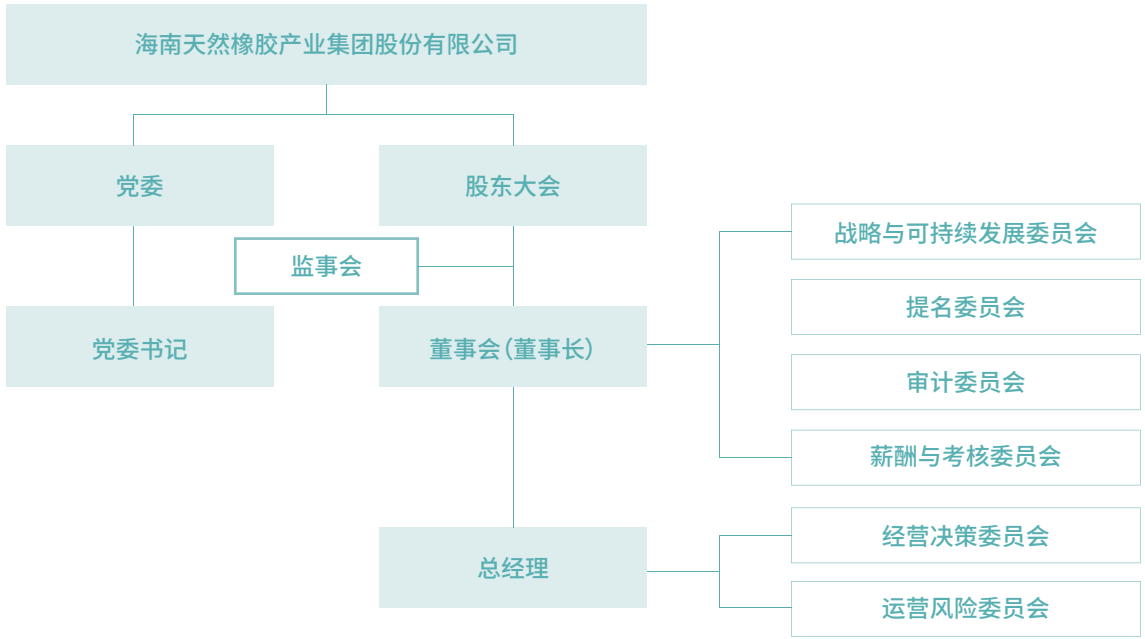 海南天然橡胶产业集团股份有限公司
党委
股东大会
监事会
党委书记
董事会（董事长）
总经理
战略与可持续发展委员会
提名委员会
审计委员会
薪酬与考核委员会
经营决策委员会
运营风险委员会